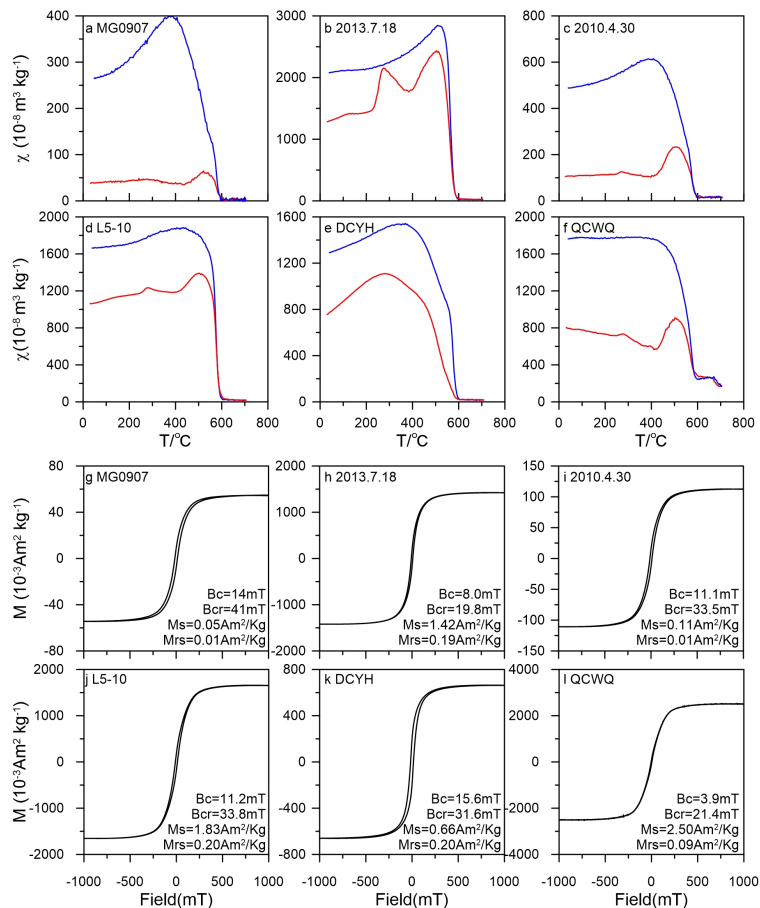 a MG0907
b 2013.7.18
c 2010.4.30
400
300
200
100
0
3000
2000
1000
0
800
600
400
200
0
χ (10⁻⁸ m³ kg⁻¹)
d L5-10
e DCYH
f QCWQ
2000
1600
1200
800
400
0
1600
1200
800
400
0
2000
1600
1200
800
400
0
χ (10⁻⁸ m³ kg⁻¹)
0 200 400 600 800
0 200 400 600 800
0 200 400 600 800
T/°C
T/°C
T/°C
g MG0907
h 2013.7.18
i 2010.4.30
80
40
0
-40
-80
2000
1000
0
-1000
-2000
150
100
50
0
-50
-100
-150
M (10⁻³Am² kg⁻¹)
Bc=14mT
Bcr=41mT
Ms=0.05Am²/Kg
Mrs=0.01Am²/Kg
Bc=8.0mT
Bcr=19.8mT
Ms=1.42Am²/Kg
Mrs=0.19Am²/Kg
Bc=11.1mT
Bcr=33.5mT
Ms=0.11Am²/Kg
Mrs=0.01Am²/Kg
j L5-10
k DCYH
l QCWQ
2000
1000
0
-1000
-2000
800
400
0
-400
-800
4000
2000
0
-2000
-4000
M (10⁻³Am² kg⁻¹)
Bc=11.2mT
Bcr=33.8mT
Ms=1.83Am²/Kg
Mrs=0.20Am²/Kg
Bc=15.6mT
Bcr=31.6mT
Ms=0.66Am²/Kg
Mrs=0.20Am²/Kg
Bc=3.9mT
Bcr=21.4mT
Ms=2.50Am²/Kg
Mrs=0.09Am²/Kg
-1000 -500 0 500 1000
-1000 -500 0 500 1000
-1000 -500 0 500 1000
Field(mT)
Field(mT)
Field(mT)